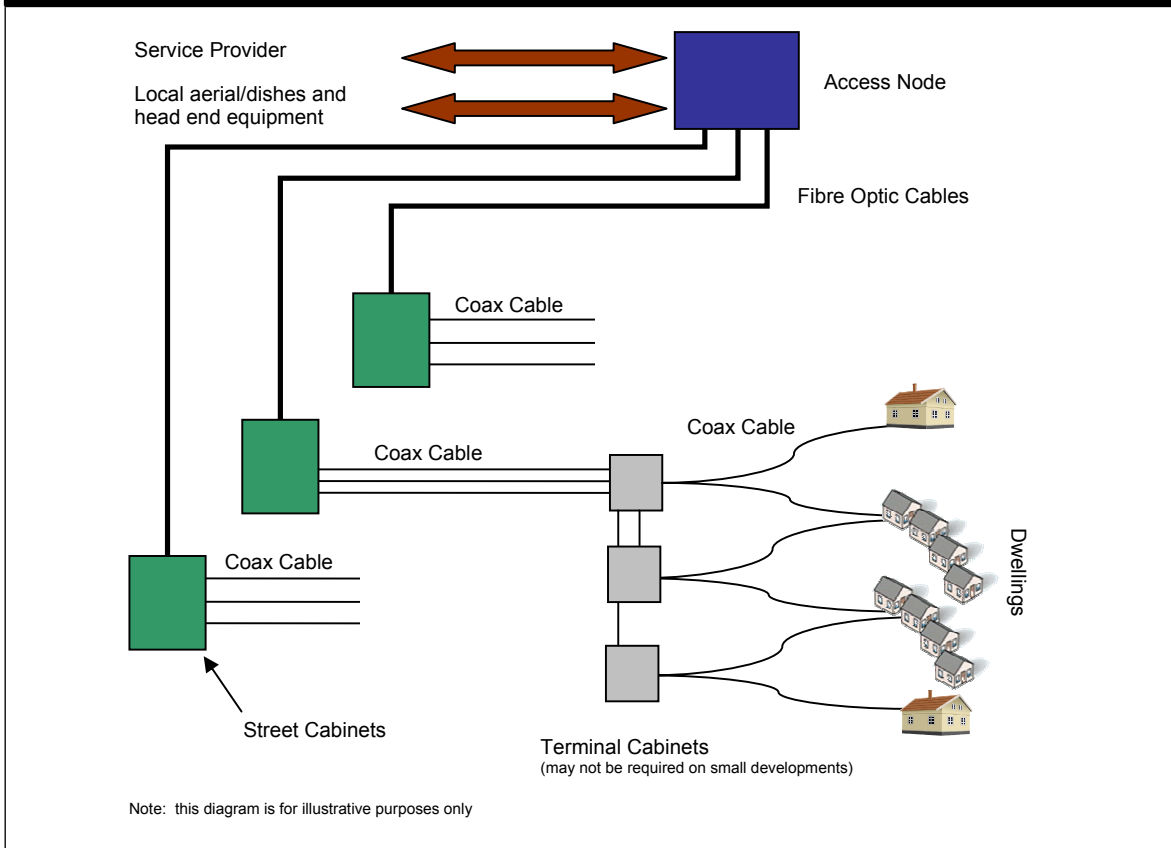 Service Provider
Access Node
Local aerial/dishes and
head end equipment
Fibre Optic Cables
Coax Cable
Coax Cable
Coax Cable
Dwellings
Coax Cable
Street Cabinets
Terminal Cabinets
(may not be required on small developments)
Note: this diagram is for illustrative purposes only